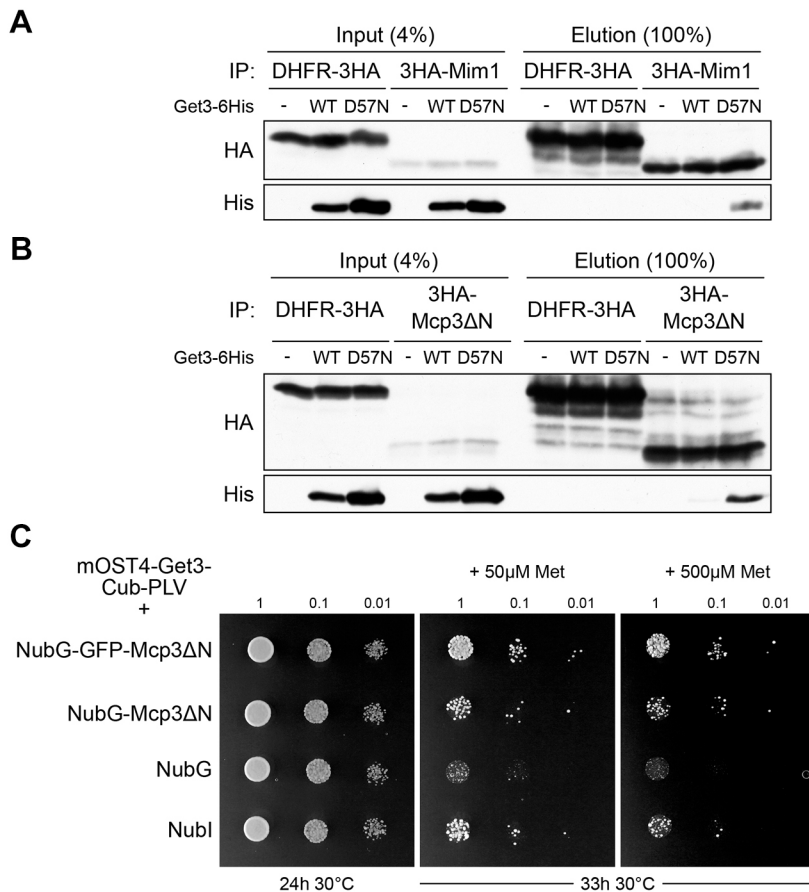 A
Input (4%) Elution (100%)
IP: DHFR-3HA 3HA-Mim1 DHFR-3HA 3HA-Mim1
Get3-6His - WT D57N - WT D57N - WT D57N - WT D57N
HA
His
B
Input (4%) Elution (100%)
IP: DHFR-3HA 3HA-Mcp3ΔN DHFR-3HA 3HA-Mcp3ΔN
Get3-6His - WT D57N - WT D57N - WT D57N - WT D57N
HA
His
C
mOST4-Get3-
Cub-PLV
+
+ 50µM Met + 500µM Met
1 0.1 0.01 1 0.1 0.01 1 0.1 0.01
NubG-GFP-Mcp3ΔN
NubG-Mcp3ΔN
NubG
NubI
24h 30°C 33h 30°C